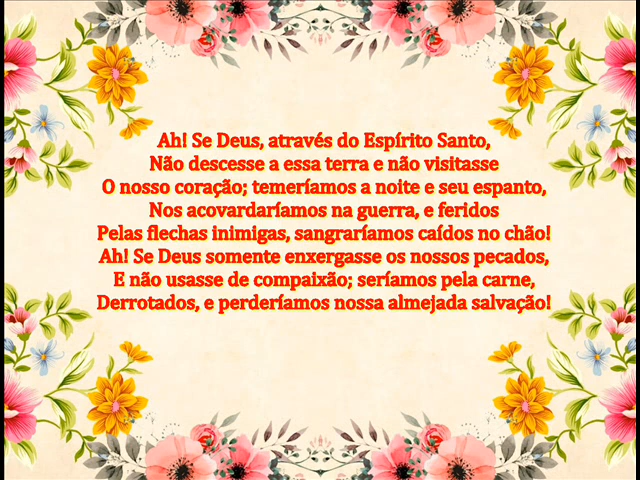 Ah! Se Deus, através do Espírito Santo,
Não descesse a essa terra e não visitasse
O nosso coração; temeríamos a noite e seu espanto,
Nos acovardaríamos na guerra, e feridos
Pelas flechas inimigas, sangraríamos caídos no chão!
Ah! Se Deus somente enxergasse os nossos pecados,
E não usasse de compaixão; seríamos pela carne,
Derrotados, e perderíamos nossa almejada salvação!